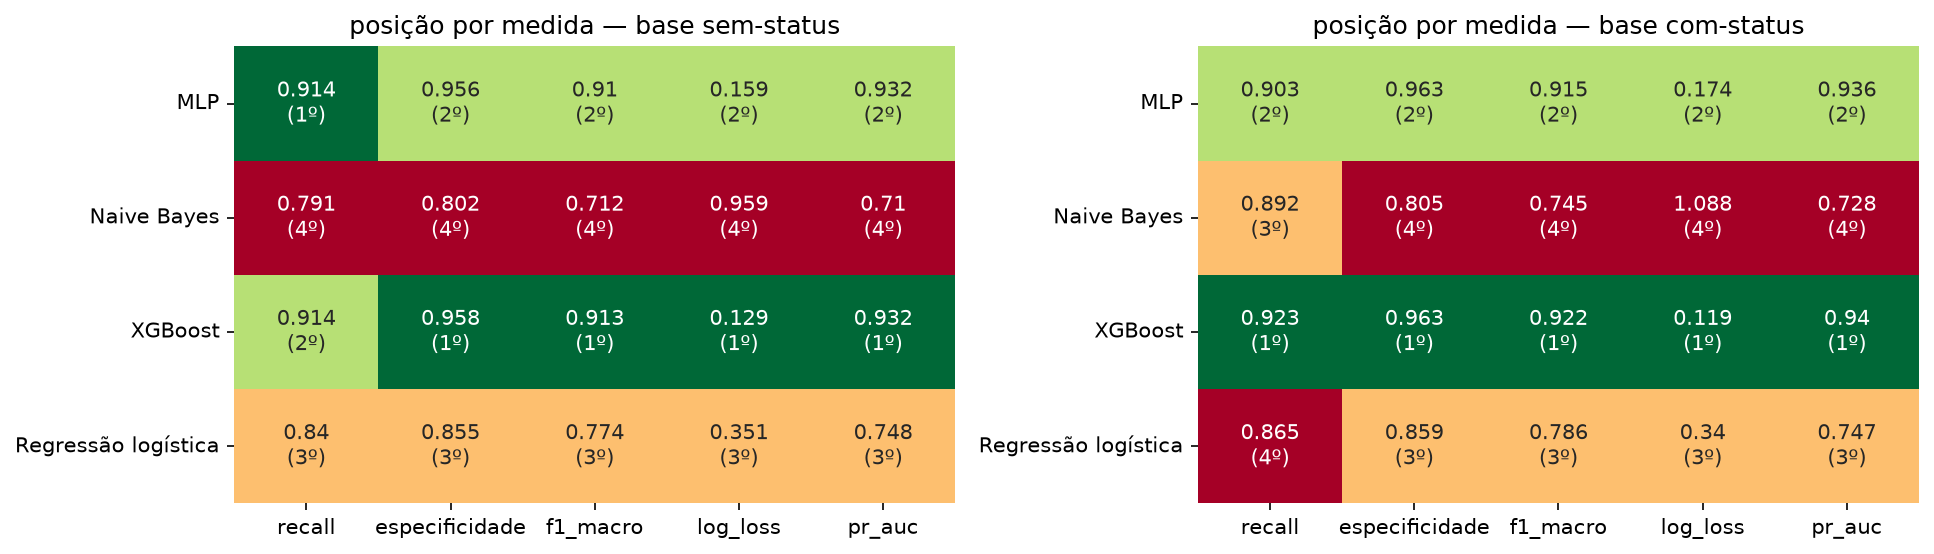 posição por medida — base sem-status
MLP
0.914 0.956 0.91 0.159 0.932
(1º) (2º) (2º) (2º) (2º)
Naive Bayes
0.791 0.802 0.712 0.959 0.71
(4º) (4º) (4º) (4º) (4º)
XGBoost
0.914 0.958 0.913 0.129 0.932
(2º) (1º) (1º) (1º) (1º)
Regressão logística
0.84 0.855 0.774 0.351 0.748
(3º) (3º) (3º) (3º) (3º)
recall especificidade f1_macro log_loss pr_auc
posição por medida — base com-status
MLP
0.903 0.963 0.915 0.174 0.936
(2º) (2º) (2º) (2º) (2º)
Naive Bayes
0.892 0.805 0.745 1.088 0.728
(3º) (4º) (4º) (4º) (4º)
XGBoost
0.923 0.963 0.922 0.119 0.94
(1º) (1º) (1º) (1º) (1º)
Regressão logística
0.865 0.859 0.786 0.34 0.747
(4º) (3º) (3º) (3º) (3º)
recall especificidade f1_macro log_loss pr_auc